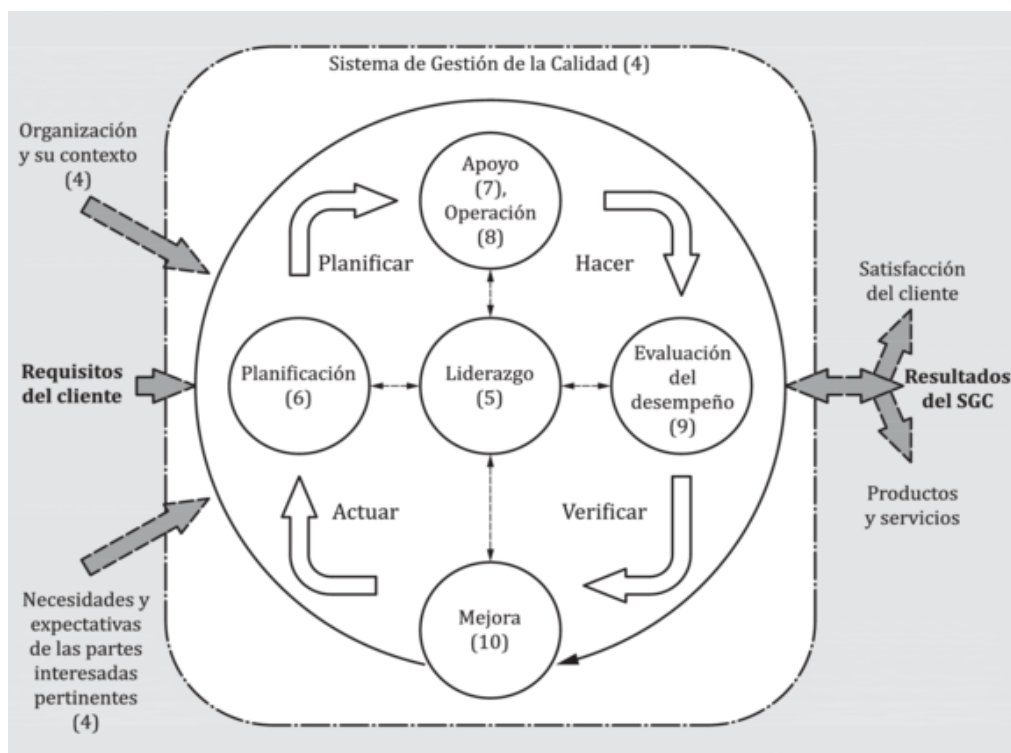 Sistema de Gestión de la Calidad (4)
Organización
y su contexto
(4)
Apoyo
(7),
Operación
(8)
Planificar
Hacer
Satisfacción
del cliente
Requisitos
del cliente
Planificación
(6)
Liderazgo
(5)
Evaluación
del
desempeño
(9)
Resultados
del SGC
Actuar
Verificar
Productos
y servicios
Necesidades y
expectativas
de las partes
interesadas
pertinentes
(4)
Mejora
(10)